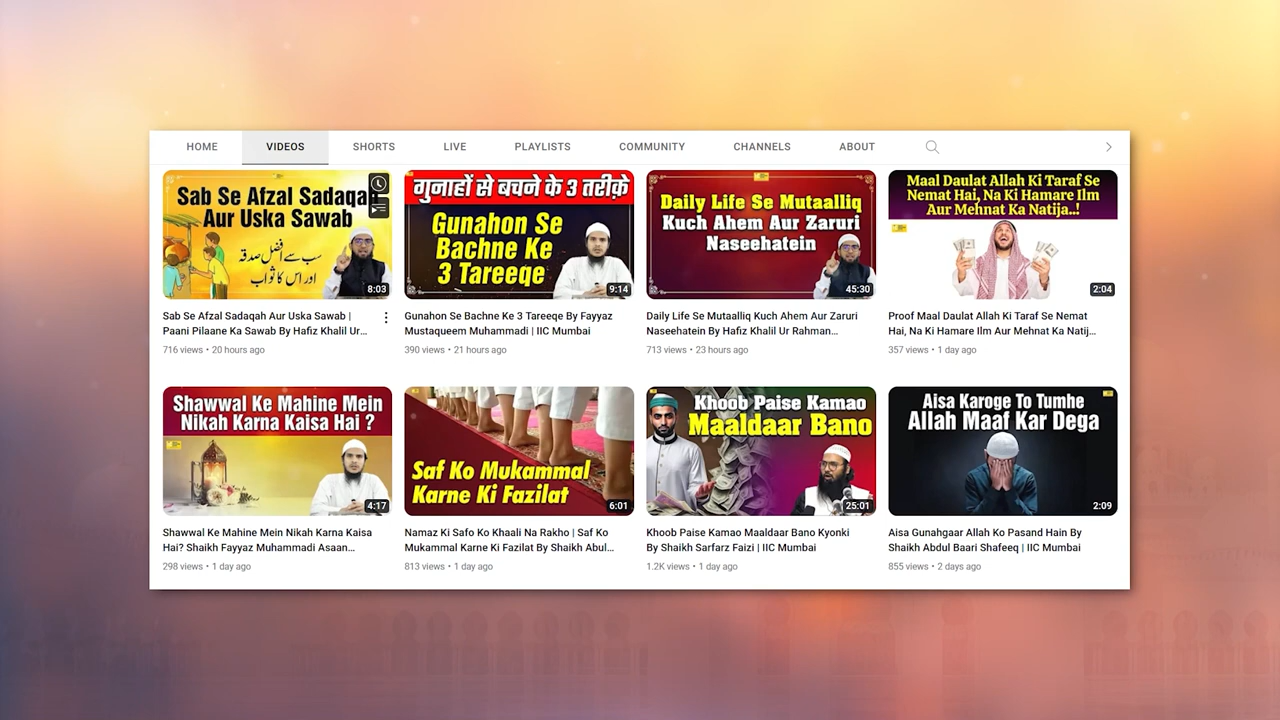 HOME VIDEOS SHORTS LIVE PLAYLISTS COMMUNITY CHANNELS ABOUT
Sab Se Afzal Sadaqah
Aur Uska Sawab
سب سے افضل صدقہ
اور اس کا ثواب
8:03
Sab Se Afzal Sadaqah Aur Uska Sawab |
Paani Pilaane Ka Sawab By Hafiz Khalil Ur...
716 views • 20 hours ago
गुनाहों से बचने के 3 तरीक़े
Gunahon Se
Bachne Ke
3 Tareeqe
9:14
Gunahon Se Bachne Ke 3 Tareeqe By Fayyaz
Mustaqueem Muhammadi | IIC Mumbai
390 views • 21 hours ago
Daily Life Se Mutaalliq
Kuch Ahem Aur Zaruri
Naseehatein
45:30
Daily Life Se Mutaalliq Kuch Ahem Aur Zaruri
Naseehatein By Hafiz Khalil Ur Rahman...
713 views • 23 hours ago
Maal Daulat Allah Ki Taraf Se
Nemat Hai, Na Ki Hamare Ilm
Aur Mehnat Ka Natija..!
2:04
Proof Maal Daulat Allah Ki Taraf Se Nemat
Hai, Na Ki Hamare Ilm Aur Mehnat Ka Natij...
357 views • 1 day ago
Shawwal Ke Mahine Mein
Nikah Karna Kaisa Hai ?
4:17
Shawwal Ke Mahine Mein Nikah Karna Kaisa
Hai? Shaikh Fayyaz Muhammadi Asaan...
298 views • 1 day ago
Saf Ko Mukammal
Karne Ki Fazilat
6:01
Namaz Ki Safo Ko Khaali Na Rakho | Saf Ko
Mukammal Karne Ki Fazilat By Shaikh Abul...
813 views • 1 day ago
Khoob Paise Kamao
Maaldaar Bano
25:01
Khoob Paise Kamao Maaldaar Bano Kyonki
By Shaikh Sarfarz Faizi | IIC Mumbai
1.2K views • 1 day ago
Aisa Karoge To Tumhe
Allah Maaf Kar Dega
2:09
Aisa Gunahgaar Allah Ko Pasand Hain By
Shaikh Abdul Baari Shafeeq | IIC Mumbai
855 views • 2 days ago